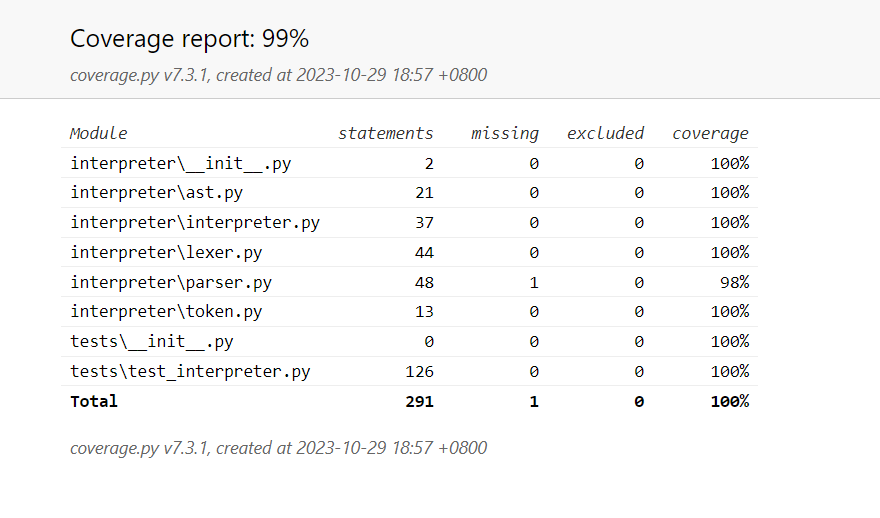 Coverage report: 99%
coverage.py v7.3.1, created at 2023-10-29 18:57 +0800
Module statements missing excluded coverage
interpreter\__init__.py 2 0 0 100%
interpreter\ast.py 21 0 0 100%
interpreter\interpreter.py 37 0 0 100%
interpreter\lexer.py 44 0 0 100%
interpreter\parser.py 48 1 0 98%
interpreter\token.py 13 0 0 100%
tests\__init__.py 0 0 0 100%
tests\test_interpreter.py 126 0 0 100%
Total 291 1 0 100%
coverage.py v7.3.1, created at 2023-10-29 18:57 +0800